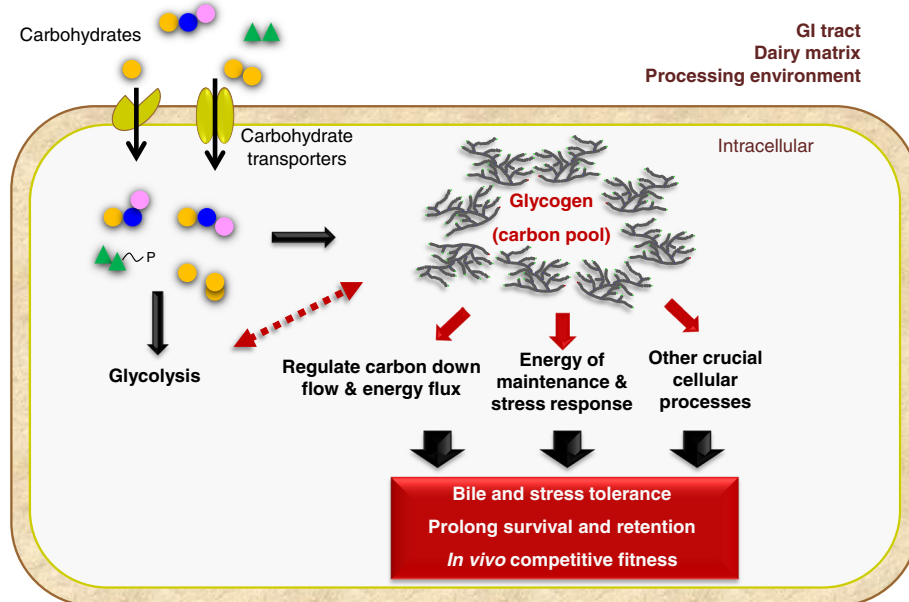 Carbohydrates
GI tract
Dairy matrix
Processing environment
Carbohydrate
transporters
Intracellular
Glycogen
(carbon pool)
P
Glycolysis
Regulate carbon down
flow & energy flux
Energy of
maintenance &
stress response
Other crucial
cellular
processes
Bile and stress tolerance
Prolong survival and retention
In vivo competitive fitness